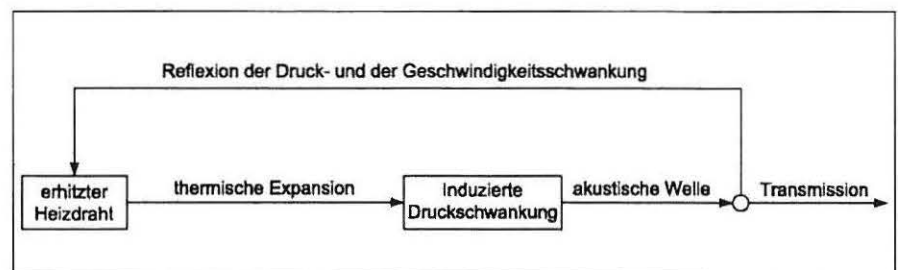 Reflexion der Druck- und der Geschwindigkeitsschwankung
erhitzter
Heizdraht
thermische Expansion
Induzierte
Druckschwankung
akustische Welle
Transmission